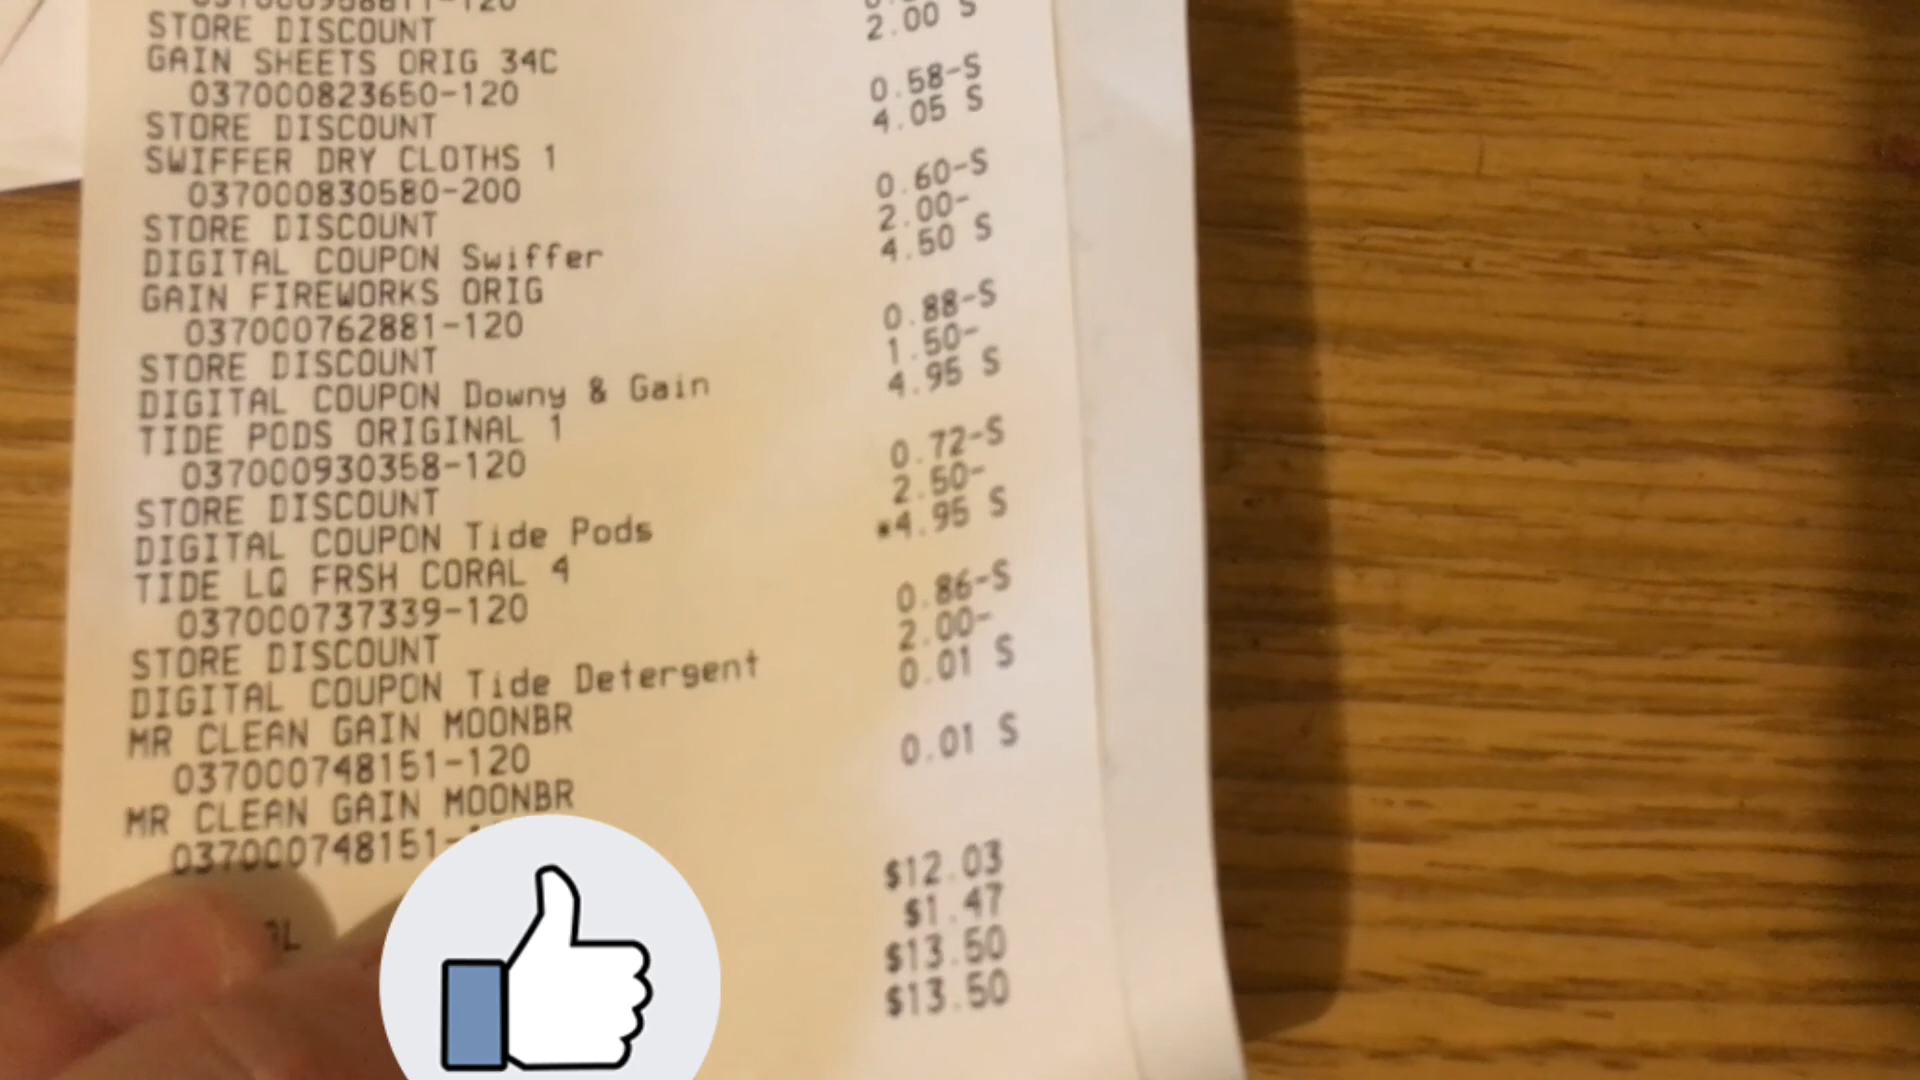 STORE DISCOUNT
GAIN SHEETS ORIG 34C 2.00 S
037000823650-120
STORE DISCOUNT 0.58-S
SWIFFER DRY CLOTHS 1 4.05 S
037000830580-200
STORE DISCOUNT 0.60-S
DIGITAL COUPON Swiffer 2.00-
GAIN FIREWORKS ORIG 4.50 S
037000762881-120
STORE DISCOUNT 0.88-S
DIGITAL COUPON Downy & Gain 1.50-
TIDE PODS ORIGINAL 1 4.95 S
037000930358-120
STORE DISCOUNT 0.72-S
DIGITAL COUPON Tide Pods 2.50-
TIDE LQ FRSH CORAL 4 *4.95 S
037000737339-120
STORE DISCOUNT 0.86-S
DIGITAL COUPON Tide Detergent 2.00-
MR CLEAN GAIN MOONBR 0.01 S
037000748151-120
MR CLEAN GAIN MOONBR 0.01 S
037000748151-
$12.03
$1.47
$13.50
$13.50